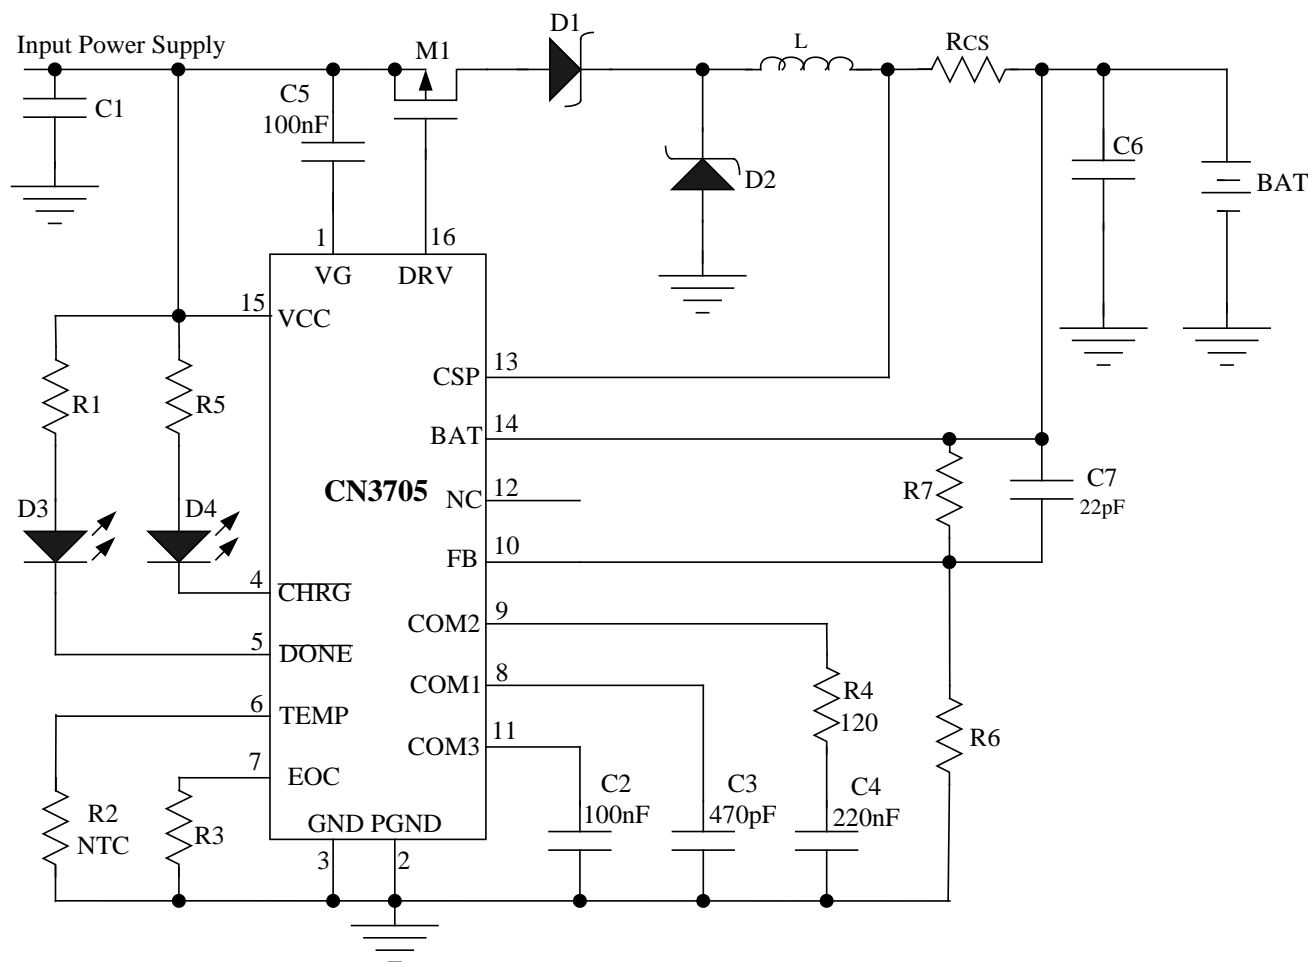 D1
Input Power Supply
M1
L
RCS
C1
C5
100nF
D2
C6
BAT
1
16
VG
DRV
15
VCC
CSP
13
R1
R5
BAT
14
CN3705
NC
12
R7
C7
22pF
D3
D4
FB
10
4
CHRG
COM2
9
5
DONE
COM1
8
R4
120
6
TEMP
COM3
11
R6
7
EOC
C2
100nF
C3
470pF
C4
220nF
R2
NTC
R3
GND PGND
3
2